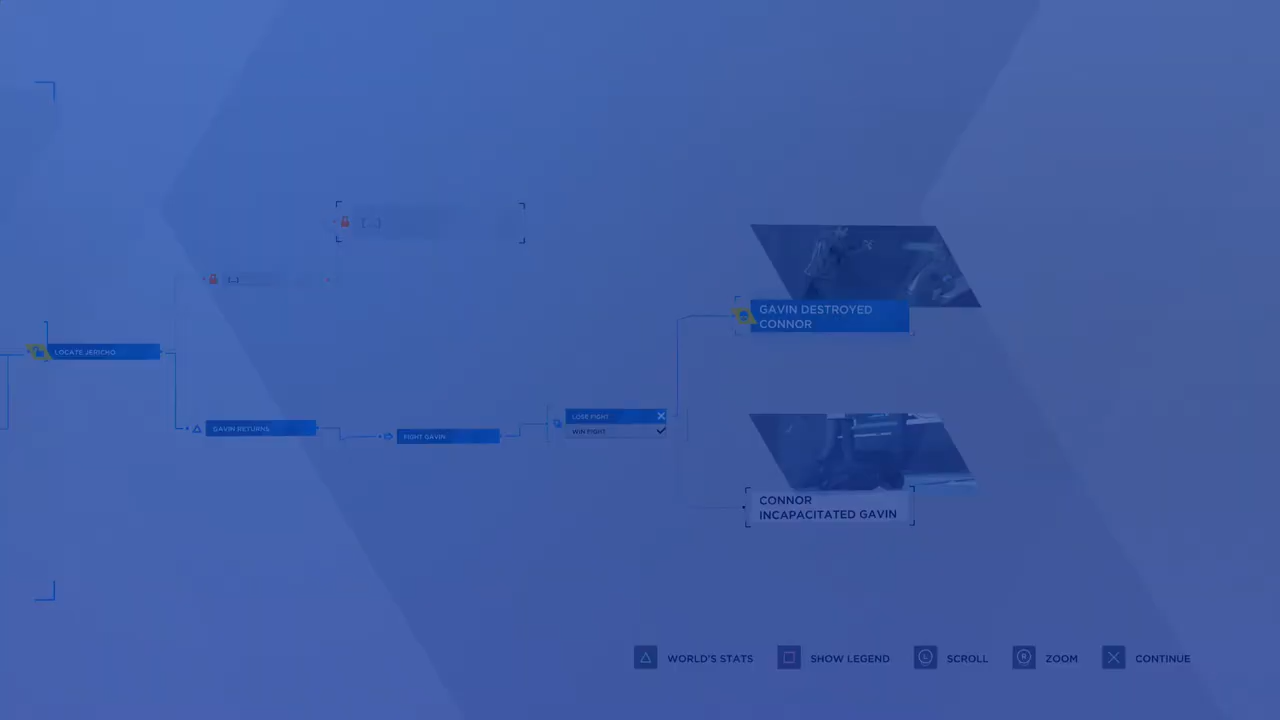 GAVIN DESTROYED
CONNOR
LOCATE JERICHO
LOSE FIGHT
GAVIN RETURNS
FIGHT GAVIN
WIN FIGHT
CONNOR
INCAPACITATED GAVIN
WORLD'S STATS
SHOW LEGEND
L
SCROLL
R
ZOOM
CONTINUE